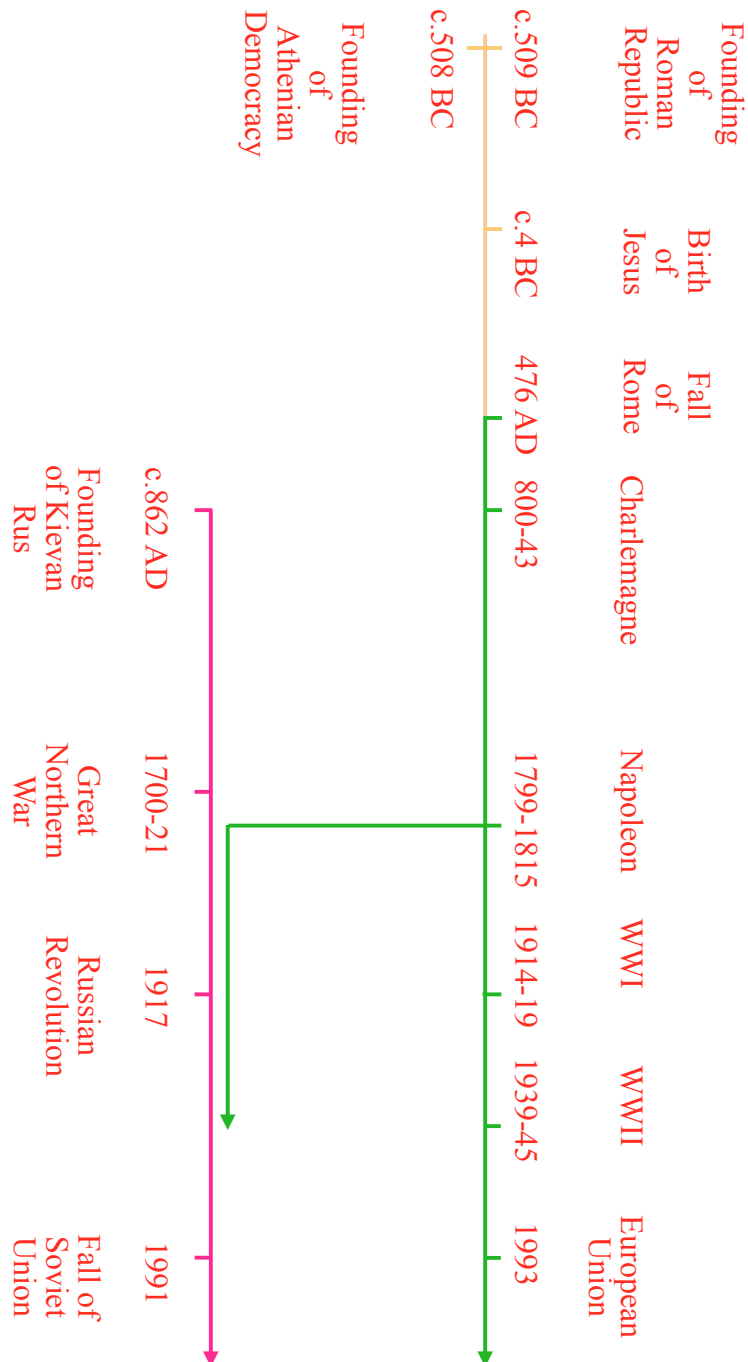 Founding
of
Roman
Republic
Birth
of
Jesus
Fall
of
Rome
Charlemagne
Napoleon
WWI
WWII
European
Union
c.509 BC
c.4 BC
476 AD
800-43
1799-1815
1914-19
1939-45
1993
c.508 BC
Founding
of
Athenian
Democracy
c.862 AD
1700-21
1917
1991
Founding
of Kievan
Rus
Great
Northern
War
Russian
Revolution
Fall of
Soviet
Union